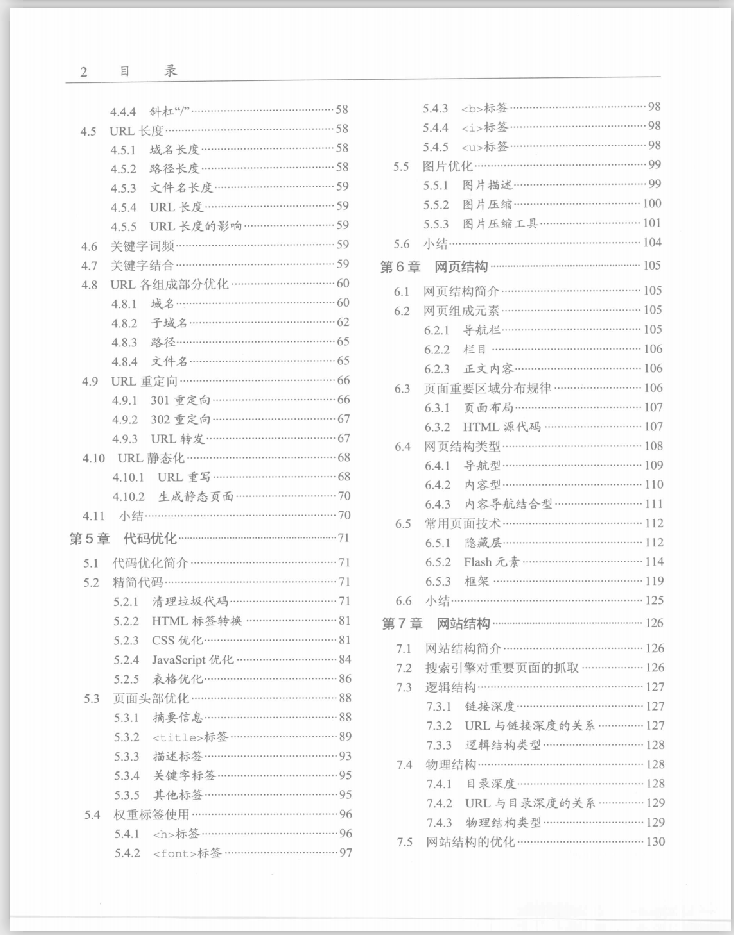 2 目 录
4.4.4 斜杠“/”········58
4.5 URL 长度········58
4.5.1 域名长度········58
4.5.2 路径长度········58
4.5.3 文件名长度········59
4.5.4 URL 长度········59
4.5.5 URL 长度的影响········59
4.6 关键字词频········59
4.7 关键字结合········59
4.8 URL 各组成部分优化········60
4.8.1 域名········60
4.8.2 子域名········62
4.8.3 路径········65
4.8.4 文件名········65
4.9 URL 重定向········66
4.9.1 301 重定向········66
4.9.2 302 重定向········67
4.9.3 URL 转发········67
4.10 URL 静态化········68
4.10.1 URL 重写········68
4.10.2 生成静态页面········70
4.11 小结········70
第 5 章 代码优化········71
5.1 代码优化简介········71
5.2 精简代码········71
5.2.1 清理垃圾代码········71
5.2.2 HTML 标签转换········81
5.2.3 CSS 优化········81
5.2.4 JavaScript 优化········84
5.2.5 表格优化········86
5.3 页面头部优化········88
5.3.1 摘要信息········88
5.3.2 <title>标签········89
5.3.3 描述标签········93
5.3.4 关键字标签········95
5.3.5 其他标签········95
5.4 权重标签使用········96
5.4.1 <h>标签········96
5.4.2 <font>标签········97
5.4.3 <b>标签········98
5.4.4 <i>标签········98
5.4.5 <u>标签········98
5.5 图片优化········99
5.5.1 图片描述········99
5.5.2 图片压缩········100
5.5.3 图片压缩工具········101
5.6 小结········104
第 6 章 网页结构········105
6.1 网页结构简介········105
6.2 网页组成元素········105
6.2.1 导航栏········105
6.2.2 栏目········106
6.2.3 正文内容········106
6.3 页面重要区域分布规律········106
6.3.1 页面布局········107
6.3.2 HTML 源代码········107
6.4 网页结构类型········108
6.4.1 导航型········109
6.4.2 内容型········110
6.4.3 内容导航结合型········111
6.5 常用页面技术········112
6.5.1 隐藏层········112
6.5.2 Flash 元素········114
6.5.3 框架········119
6.6 小结········125
第 7 章 网站结构········126
7.1 网站结构简介········126
7.2 搜索引擎对重要页面的抓取········126
7.3 逻辑结构········127
7.3.1 链接深度········127
7.3.2 URL 与链接深度的关系········127
7.3.3 逻辑结构类型········128
7.4 物理结构········128
7.4.1 目录深度········128
7.4.2 URL 与目录深度的关系········129
7.4.3 物理结构类型········129
7.5 网站结构的优化········130